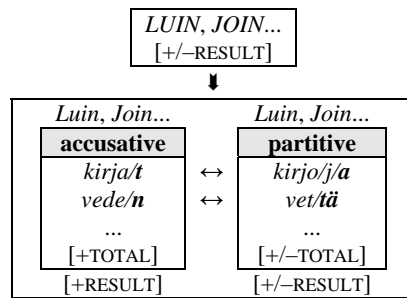 LUIN, JOIN...
[+/–RESULT]
Luin, Join... Luin, Join...
accusative partitive
kirja/t ↔ kirjo/j/a
vede/n ↔ vet/tä
... ...
[+TOTAL] [+/–TOTAL]
[+RESULT] [+/–RESULT]